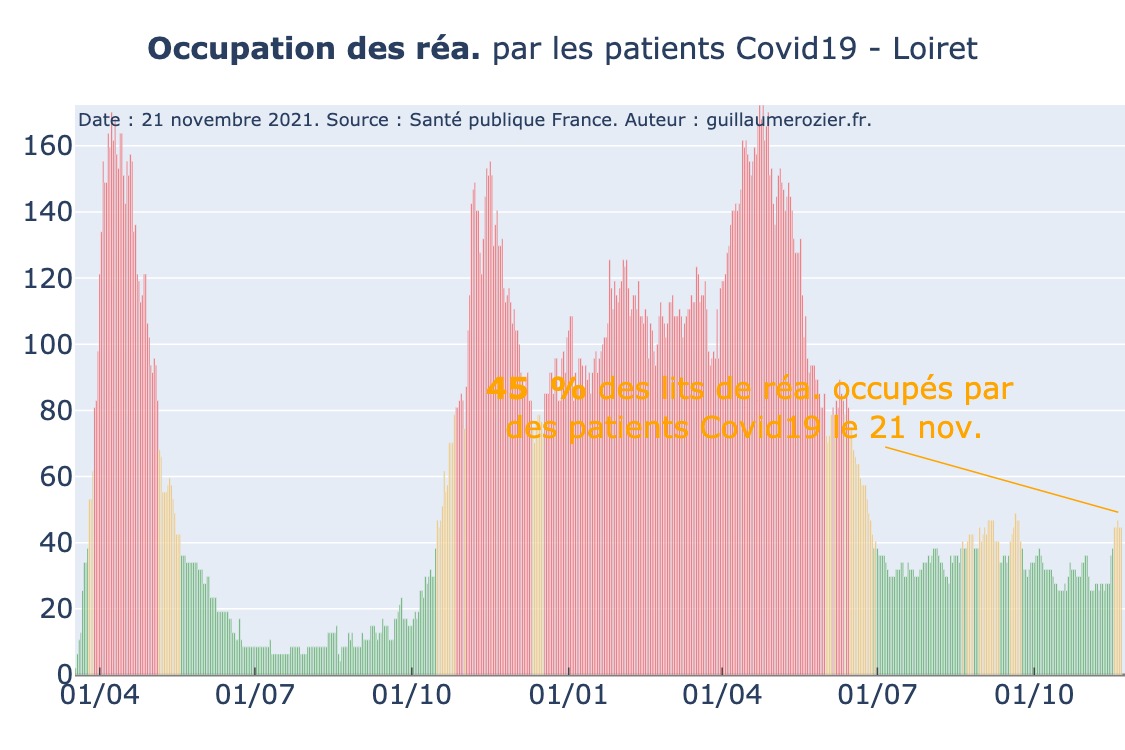 Occupation des réa. par les patients Covid19 - Loiret
Date : 21 novembre 2021. Source : Santé publique France. Auteur : guillaumerozier.fr.
160
140
120
100
80
60
40
20
0
45 % des lits de réa. occupés par
des patients Covid19 le 21 nov.
01/04 01/07 01/10 01/01 01/04 01/07 01/10